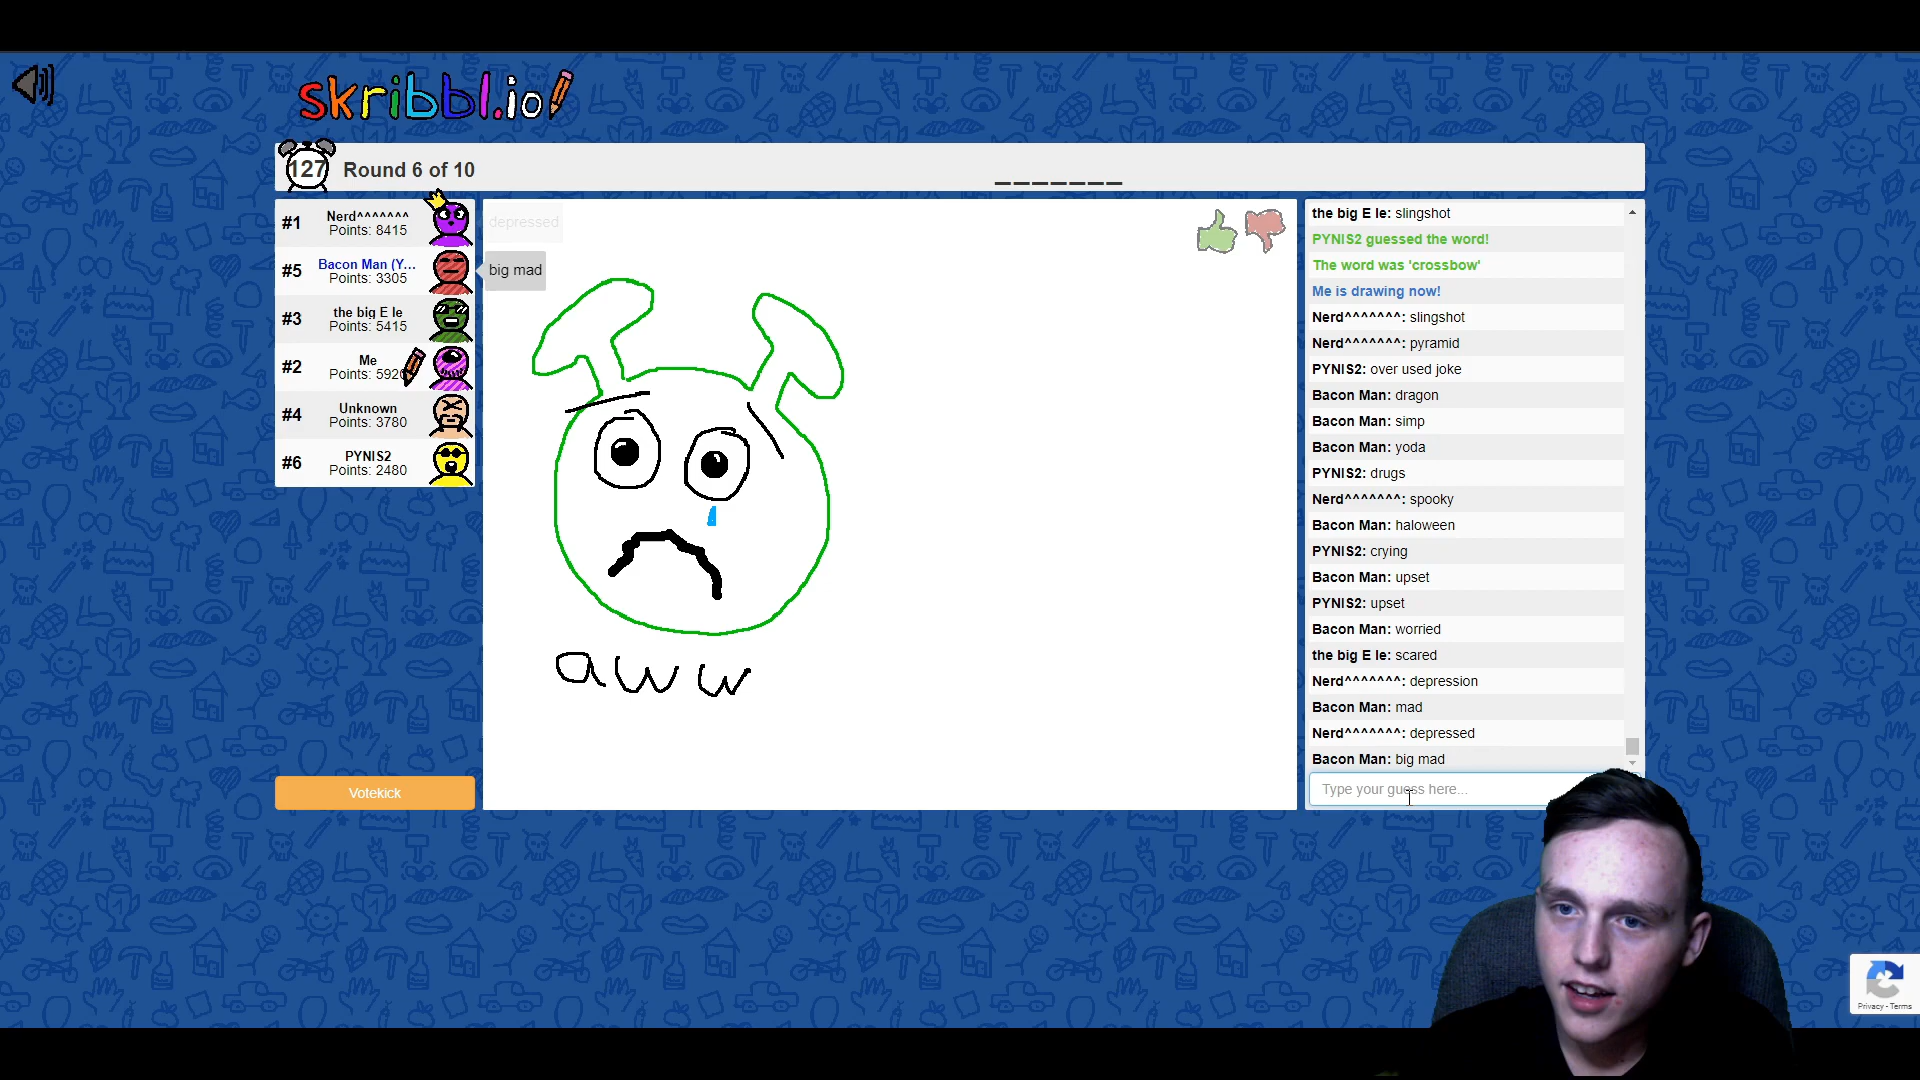 skribbl.io
127 Round 6 of 10
_ _ _ _ _ _ _
#1 Nerd^^^^^^^
Points: 8415
#5 Bacon Man (Y...
Points: 3305
#3 the big E le
Points: 5415
#2 Me
Points: 5920
#4 Unknown
Points: 3780
#6 PYNIS2
Points: 2480
Votekick
depressed
big mad
aww
the big E le: slingshot
PYNIS2 guessed the word!
The word was 'crossbow'
Me is drawing now!
Nerd^^^^^^^: slingshot
Nerd^^^^^^^: pyramid
PYNIS2: over used joke
Bacon Man: dragon
Bacon Man: simp
Bacon Man: yoda
PYNIS2: drugs
Nerd^^^^^^^: spooky
Bacon Man: haloween
PYNIS2: crying
Bacon Man: upset
PYNIS2: upset
Bacon Man: worried
the big E le: scared
Nerd^^^^^^^: depression
Bacon Man: mad
Nerd^^^^^^^: depressed
Bacon Man: big mad
Type your guess here...
Privacy - Terms